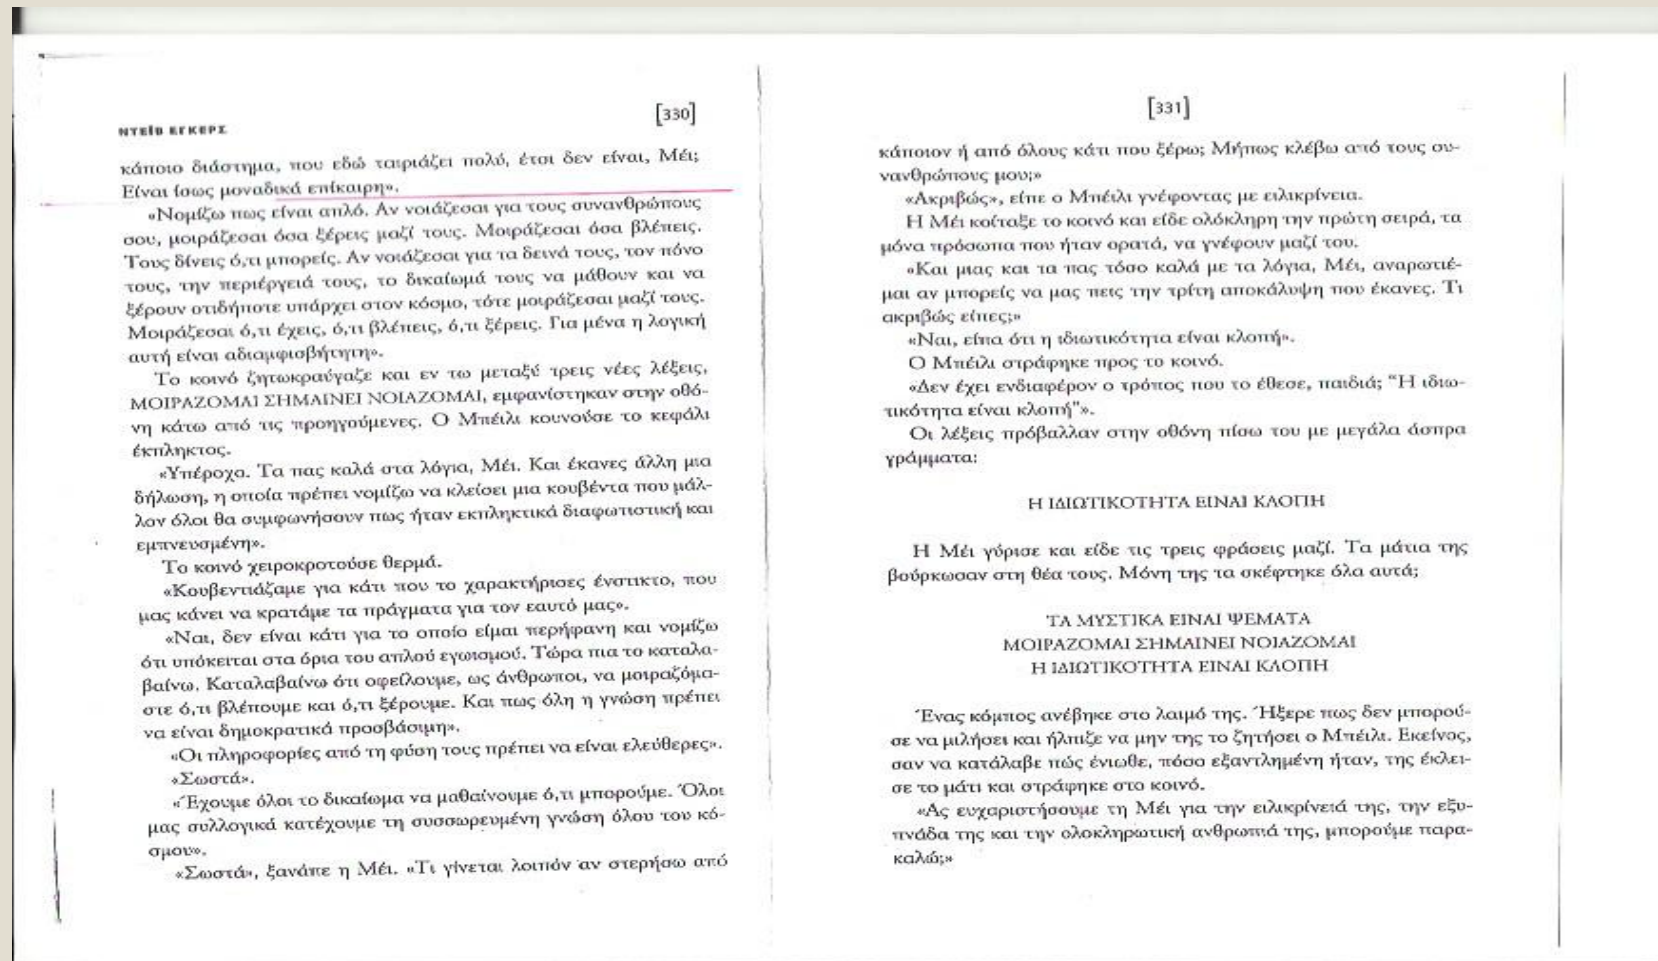 ΝΤΕΪΒ ΕΓΚΕΡΣ
[330]
κάποιο διάστημα, που εδώ ταιριάζει πολύ, έτσι δεν είναι, Μέι;
Είναι ίσως μοναδικά επίκαιρη».
«Νομίζω πως είναι απλό. Αν νοιάζεσαι για τους συνανθρώπους
σου, μοιράζεσαι όσα ξέρεις μαζί τους. Μοιράζεσαι όσα βλέπεις.
Τους δίνεις ό,τι μπορείς. Αν νοιάζεσαι για τα δεινά τους, τον πόνο
τους, την περιέργειά τους, το δικαίωμά τους να μάθουν και να
ξέρουν οτιδήποτε υπάρχει στον κόσμο, τότε μοιράζεσαι μαζί τους.
Μοιράζεσαι ό,τι έχεις, ό,τι βλέπεις, ό,τι ξέρεις. Για μένα η λογική
αυτή είναι αδιαμφισβήτητη».
Το κοινό ζητωκραύγαζε και εν τω μεταξύ τρεις νέες λέξεις,
ΜΟΙΡΑΖΟΜΑΙ ΣΗΜΑΙΝΕΙ ΝΟΙΑΖΟΜΑΙ, εμφανίστηκαν στην οθό-
νη κάτω από τις προηγούμενες. Ο Μπέιλι κουνούσε το κεφάλι
έκπληκτος.
«Υπέροχα. Τα πας καλά στα λόγια, Μέι. Και έκανες άλλη μια
δήλωση, η οποία πρέπει νομίζω να κλείσει μια κουβέντα που μάλ-
λον όλοι θα συμφωνήσουν πως ήταν εκπληκτικά διαφωτιστική και
εμπνευσμένη».
Το κοινό χειροκροτούσε θερμά.
«Κουβεντιάζαμε για κάτι που το χαρακτήρισες ένστικτο, που
μας κάνει να κρατάμε τα πράγματα για τον εαυτό μας».
«Ναι, δεν είναι κάτι για το οποίο είμαι περήφανη και νομίζω
ότι υπόκειται στα όρια του απλού εγωισμού. Τώρα πια το καταλα-
βαίνω. Καταλαβαίνω ότι οφείλουμε, ως άνθρωποι, να μοιραζόμα-
στε ό,τι βλέπουμε και ό,τι ξέρουμε. Και πως όλη η γνώση πρέπει
να είναι δημοκρατικά προσβάσιμη».
«Οι πληροφορίες από τη φύση τους πρέπει να είναι ελεύθερες».
«Σωστά».
«Έχουμε όλοι το δικαίωμα να μαθαίνουμε ό,τι μπορούμε. Όλοι
μας συλλογικά κατέχουμε τη συσσωρευμένη γνώση όλου του κό-
σμου».
«Σωστά», ξανάπε η Μέι. «Τι γίνεται λοιπόν αν στερήσω από
[331]
κάποιον ή από όλους κάτι που ξέρω; Μήπως κλέβω από τους συ-
νανθρώπους μου;»
«Ακριβώς», είπε ο Μπέιλι γνέφοντας με ειλικρίνεια.
Η Μέι κοίταξε το κοινό και είδε ολόκληρη την πρώτη σειρά, τα
μόνα πρόσωπα που ήταν ορατά, να γνέφουν μαζί του.
«Και μιας και τα πας τόσο καλά με τα λόγια, Μέι, αναρωτιέ-
μαι αν μπορείς να μας πεις την τρίτη αποκάλυψη που έκανες. Τι
ακριβώς είπες;»
«Ναι, είπα ότι η ιδιωτικότητα είναι κλοπή».
Ο Μπέιλι στράφηκε προς το κοινό.
«Δεν έχει ενδιαφέρον ο τρόπος που το έθεσε, παιδιά; “Η ιδιω-
τικότητα είναι κλοπή”».
Οι λέξεις πρόβαλλαν στην οθόνη πίσω του με μεγάλα άσπρα
γράμματα:
Η ΙΔΙΩΤΙΚΟΤΗΤΑ ΕΙΝΑΙ ΚΛΟΠΗ
Η Μέι γύρισε και είδε τις τρεις φράσεις μαζί. Τα μάτια της
βούρκωσαν στη θέα τους. Μόνη της τα σκέφτηκε όλα αυτά;
ΤΑ ΜΥΣΤΙΚΑ ΕΙΝΑΙ ΨΕΜΑΤΑ
ΜΟΙΡΑΖΟΜΑΙ ΣΗΜΑΙΝΕΙ ΝΟΙΑΖΟΜΑΙ
Η ΙΔΙΩΤΙΚΟΤΗΤΑ ΕΙΝΑΙ ΚΛΟΠΗ
Ένας κόμπος ανέβηκε στο λαιμό της. Ήξερε πως δεν μπορού-
σε να μιλήσει και ήλπιζε να μην της το ζητήσει ο Μπέιλι. Εκείνος,
σαν να κατάλαβε πώς ένιωθε, πόσο εξαντλημένη ήταν, της έκλει-
σε το μάτι και στράφηκε στο κοινό.
«Ας ευχαριστήσουμε τη Μέι για την ειλικρίνειά της, την εξυ-
πνάδα της και την ολοκληρωτική ανθρωπιά της, μπορούμε παρα-
καλώ;»